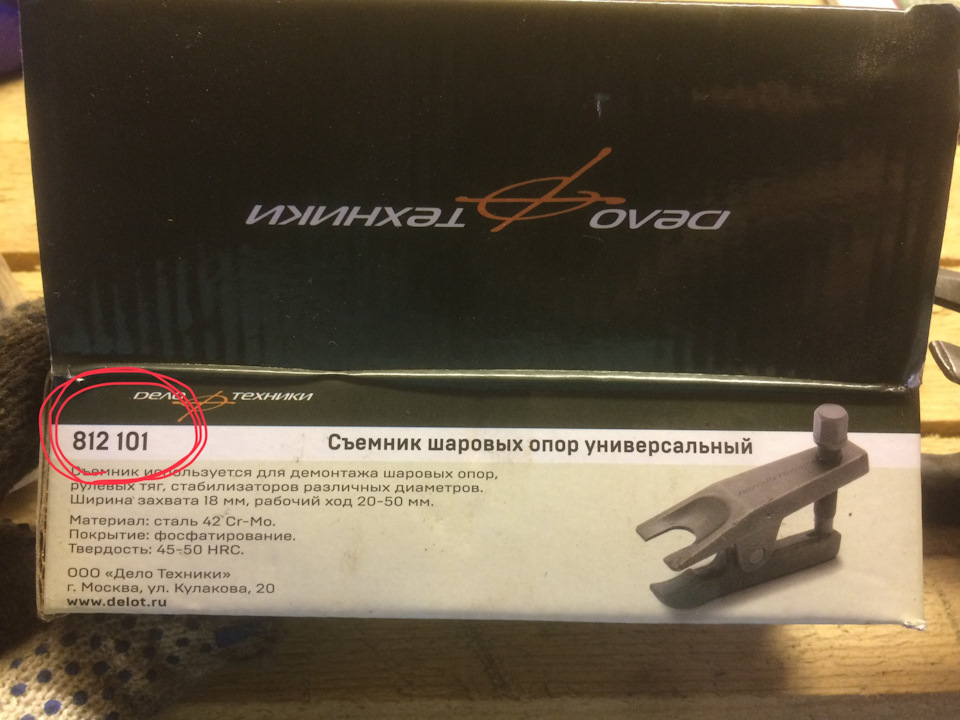 Дело Техники
Дело Техники
812 101
Съемник шаровых опор универсальный
Съемник используется для демонтажа шаровых опор,
рулевых тяг, стабилизаторов различных диаметров.
Ширина захвата 18 мм, рабочий ход 20-50 мм.
Материал: сталь 42 Cr-Mo.
Покрытие: фосфатирование.
Твердость: 45-50 HRC.
ООО «Дело Техники»
г. Москва, ул. Кулакова, 20
www.delot.ru